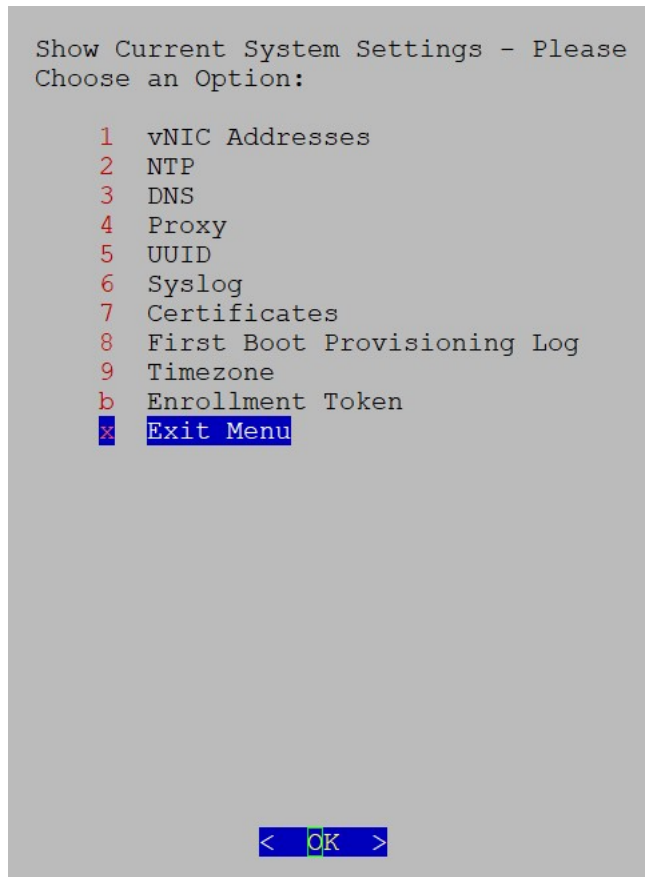 Show Current System Settings - Please
Choose an Option:
1 vNIC Addresses
2 NTP
3 DNS
4 Proxy
5 UUID
6 Syslog
7 Certificates
8 First Boot Provisioning Log
9 Timezone
b Enrollment Token
x Exit Menu
< OK >